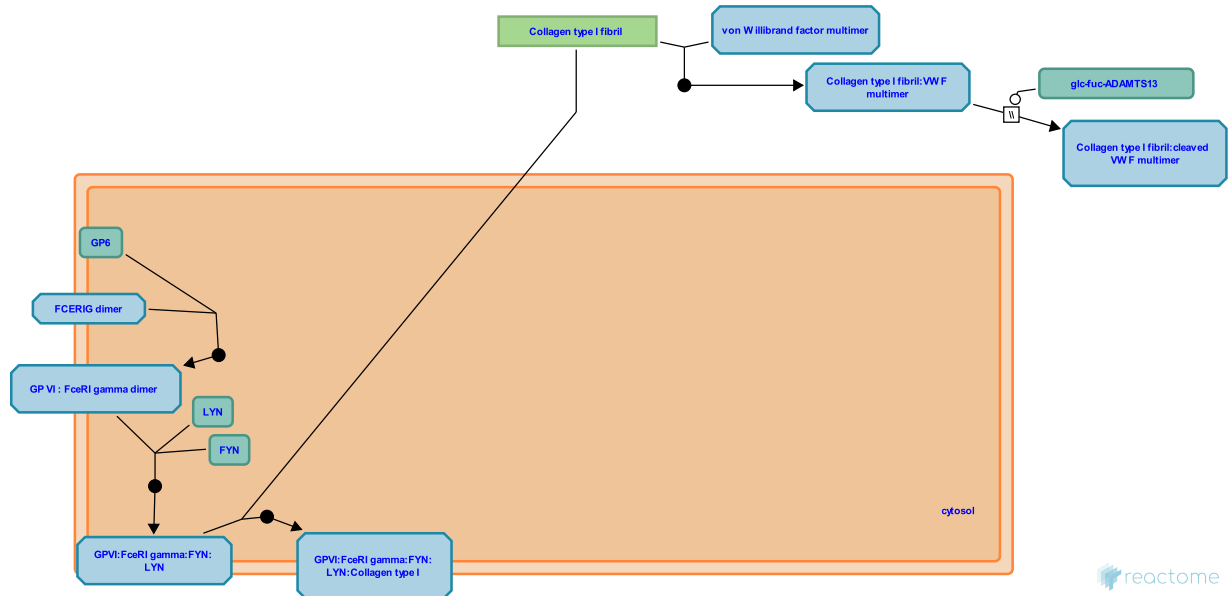 Collagen type I fibril
von Willibrand factor multimer
Collagen type I fibril:VWF
multimer
glc-fuc-ADAMTS13
\\
Collagen type I fibril:cleaved
VWF multimer
GP6
FCERIG dimer
GP VI : FceRI gamma dimer
LYN
FYN
cytosol
GPVI:FceRI gamma:FYN:
LYN
GPVI:FceRI gamma:FYN:
LYN:Collagen type I
reactome